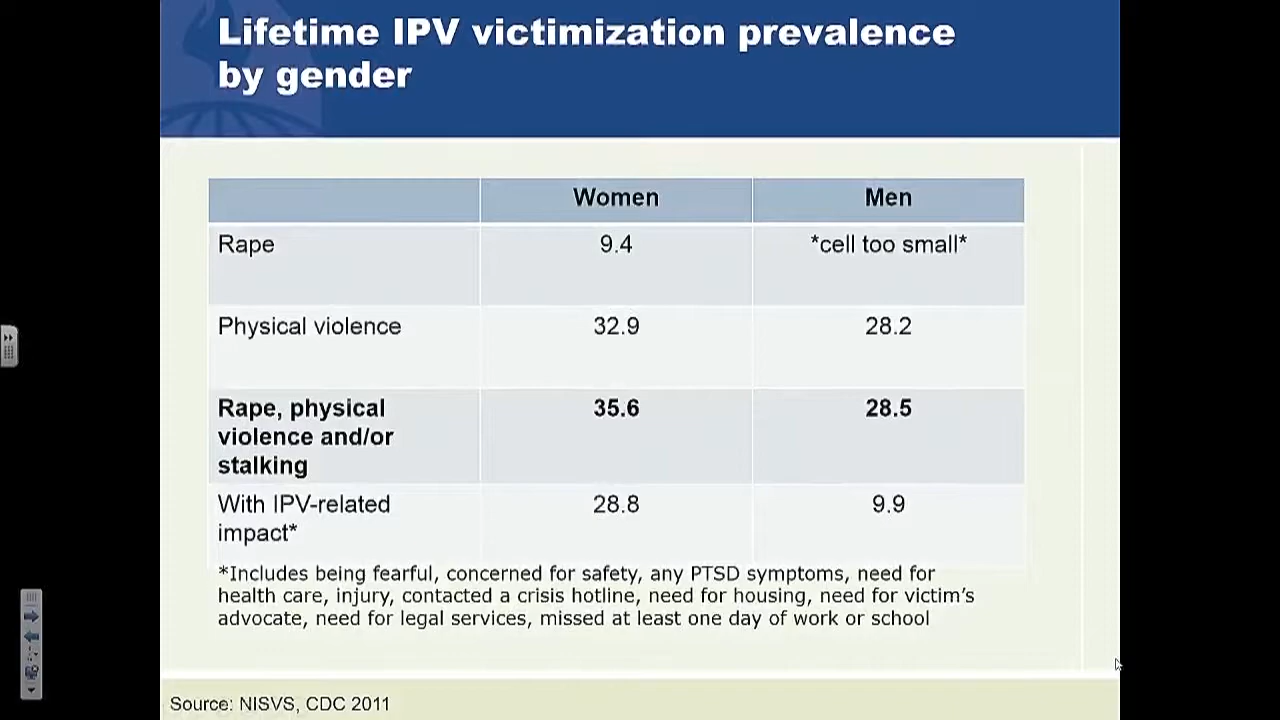 Lifetime IPV victimization prevalence
by gender
Women Men
Rape 9.4 *cell too small*
Physical violence 32.9 28.2
Rape, physical 35.6 28.5
violence and/or
stalking
With IPV-related 28.8 9.9
impact*
*Includes being fearful, concerned for safety, any PTSD symptoms, need for
health care, injury, contacted a crisis hotline, need for housing, need for victim's
advocate, need for legal services, missed at least one day of work or school
Source: NISVS, CDC 2011